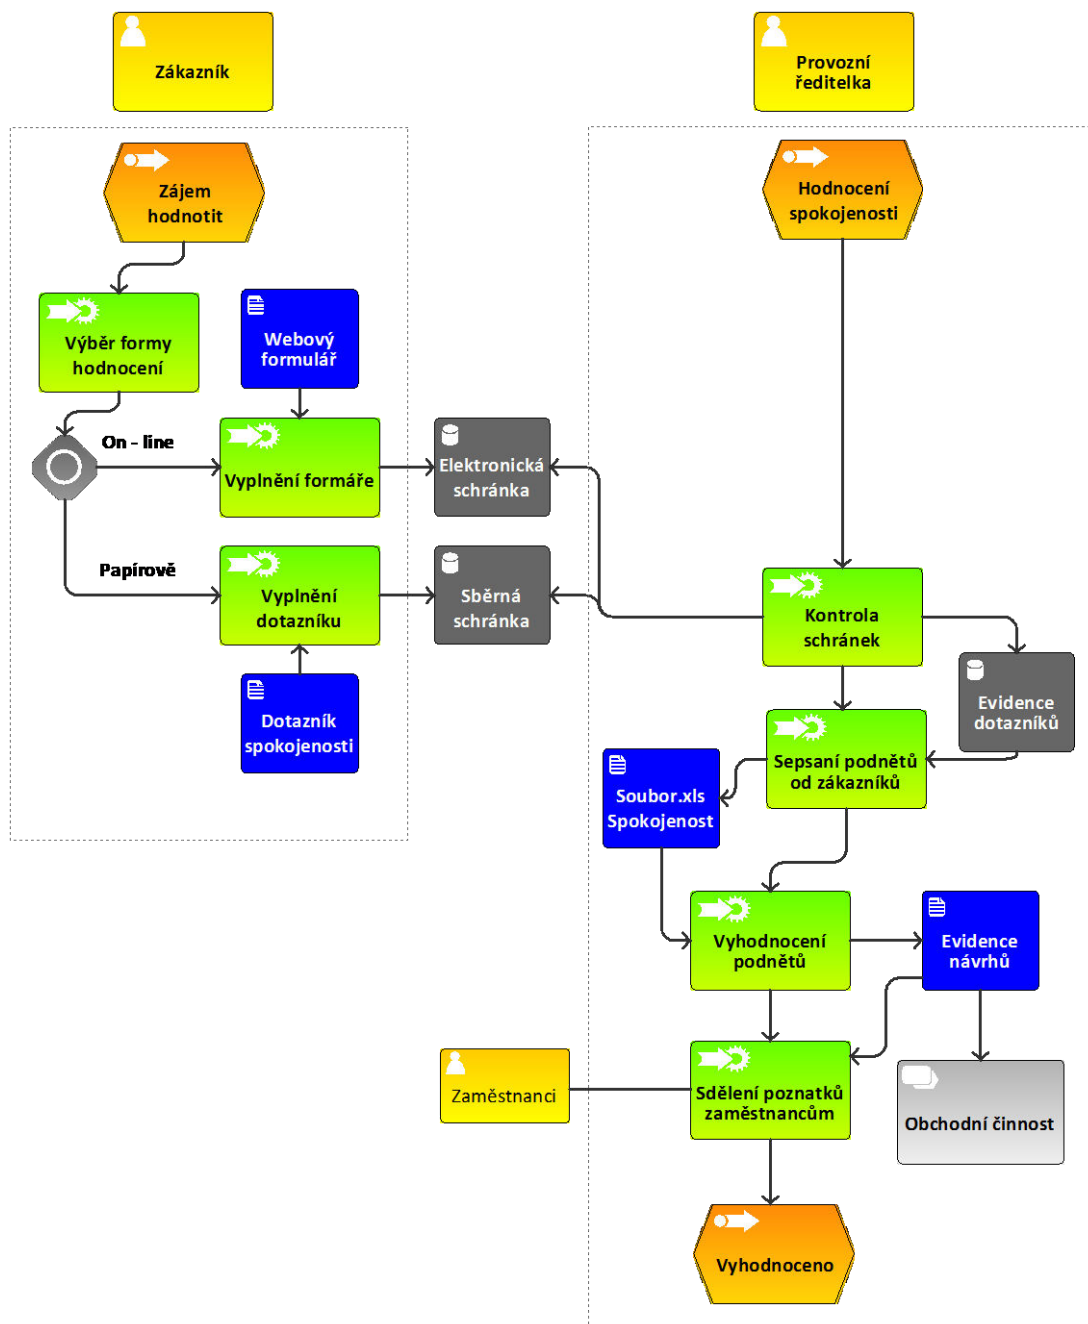 Zákazník
Provozní
ředitelka
Zájem
hodnotit
Hodnocení
spokojenosti
Výběr formy
hodnocení
Webový
formulář
On - line
Vyplnění formáře
Elektronická
schránka
Papírově
Vyplnění
dotazníku
Sběrná
schránka
Kontrola
schránek
Dotazník
spokojenosti
Evidence
dotazníků
Sepsaní podnětů
od zákazníků
Soubor.xls
Spokojenost
Vyhodnocení
podnětů
Evidence
návrhů
Zaměstnanci
Sdělení poznatků
zaměstnancům
Obchodní činnost
Vyhodnoceno